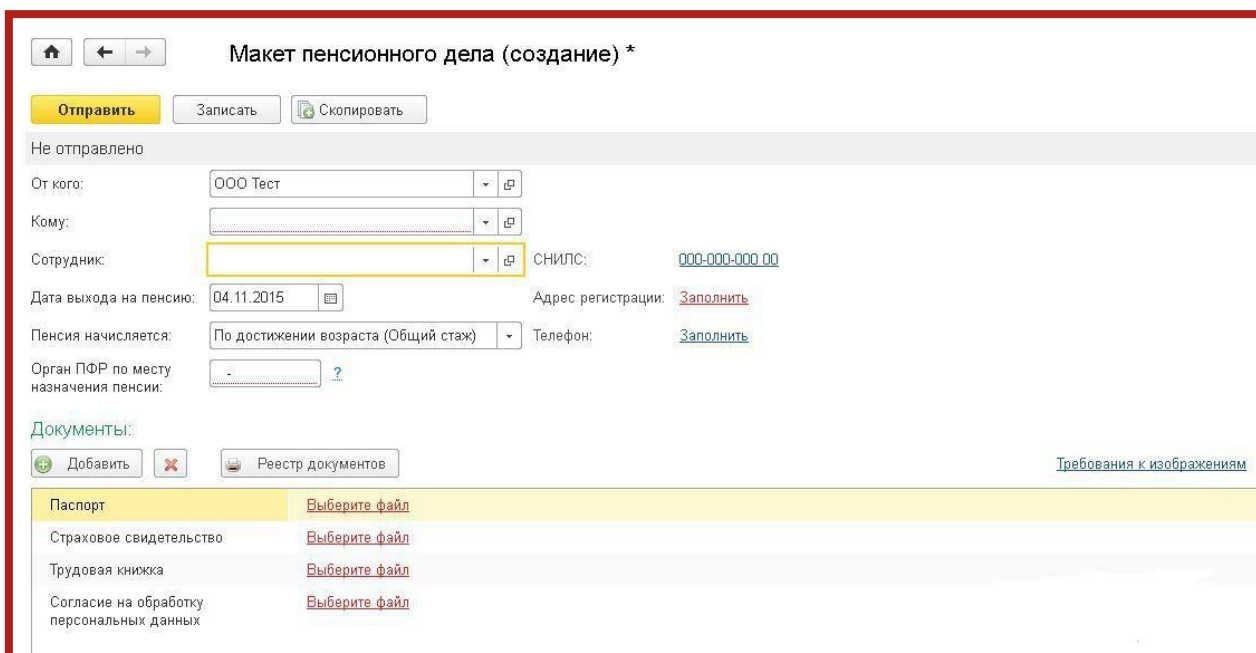 Макет пенсионного дела (создание) *
Отправить Записать Скопировать
Не отправлено
От кого: ООО Тест
Кому:
Сотрудник: СНИЛС: 000-000-000 00
Дата выхода на пенсию: 04.11.2015 Адрес регистрации: Заполнить
Пенсия начисляется: По достижении возраста (Общий стаж) Телефон: Заполнить
Орган ПФР по месту
назначения пенсии: - ?
Документы:
Добавить Реестр документов Требования к изображениям
Паспорт Выберите файл
Страховое свидетельство Выберите файл
Трудовая книжка Выберите файл
Согласие на обработку Выберите файл
персональных данных